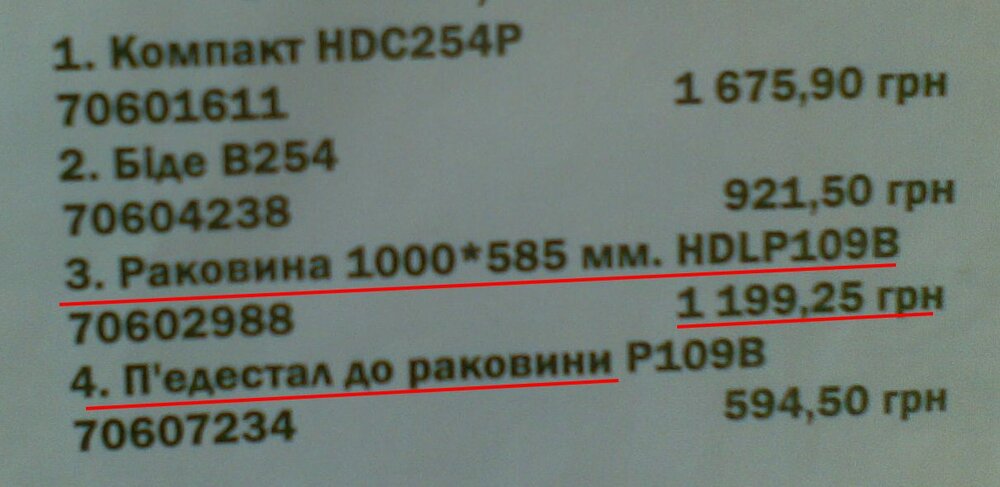 1. Компакт HDC254P
70601611 1 675,90 грн
2. Біде B254
70604238 921,50 грн
3. Раковина 1000*585 мм. HDLP109B
70602988 1 199,25 грн
4. П'едестал до раковини P109B
70607234 594,50 грн